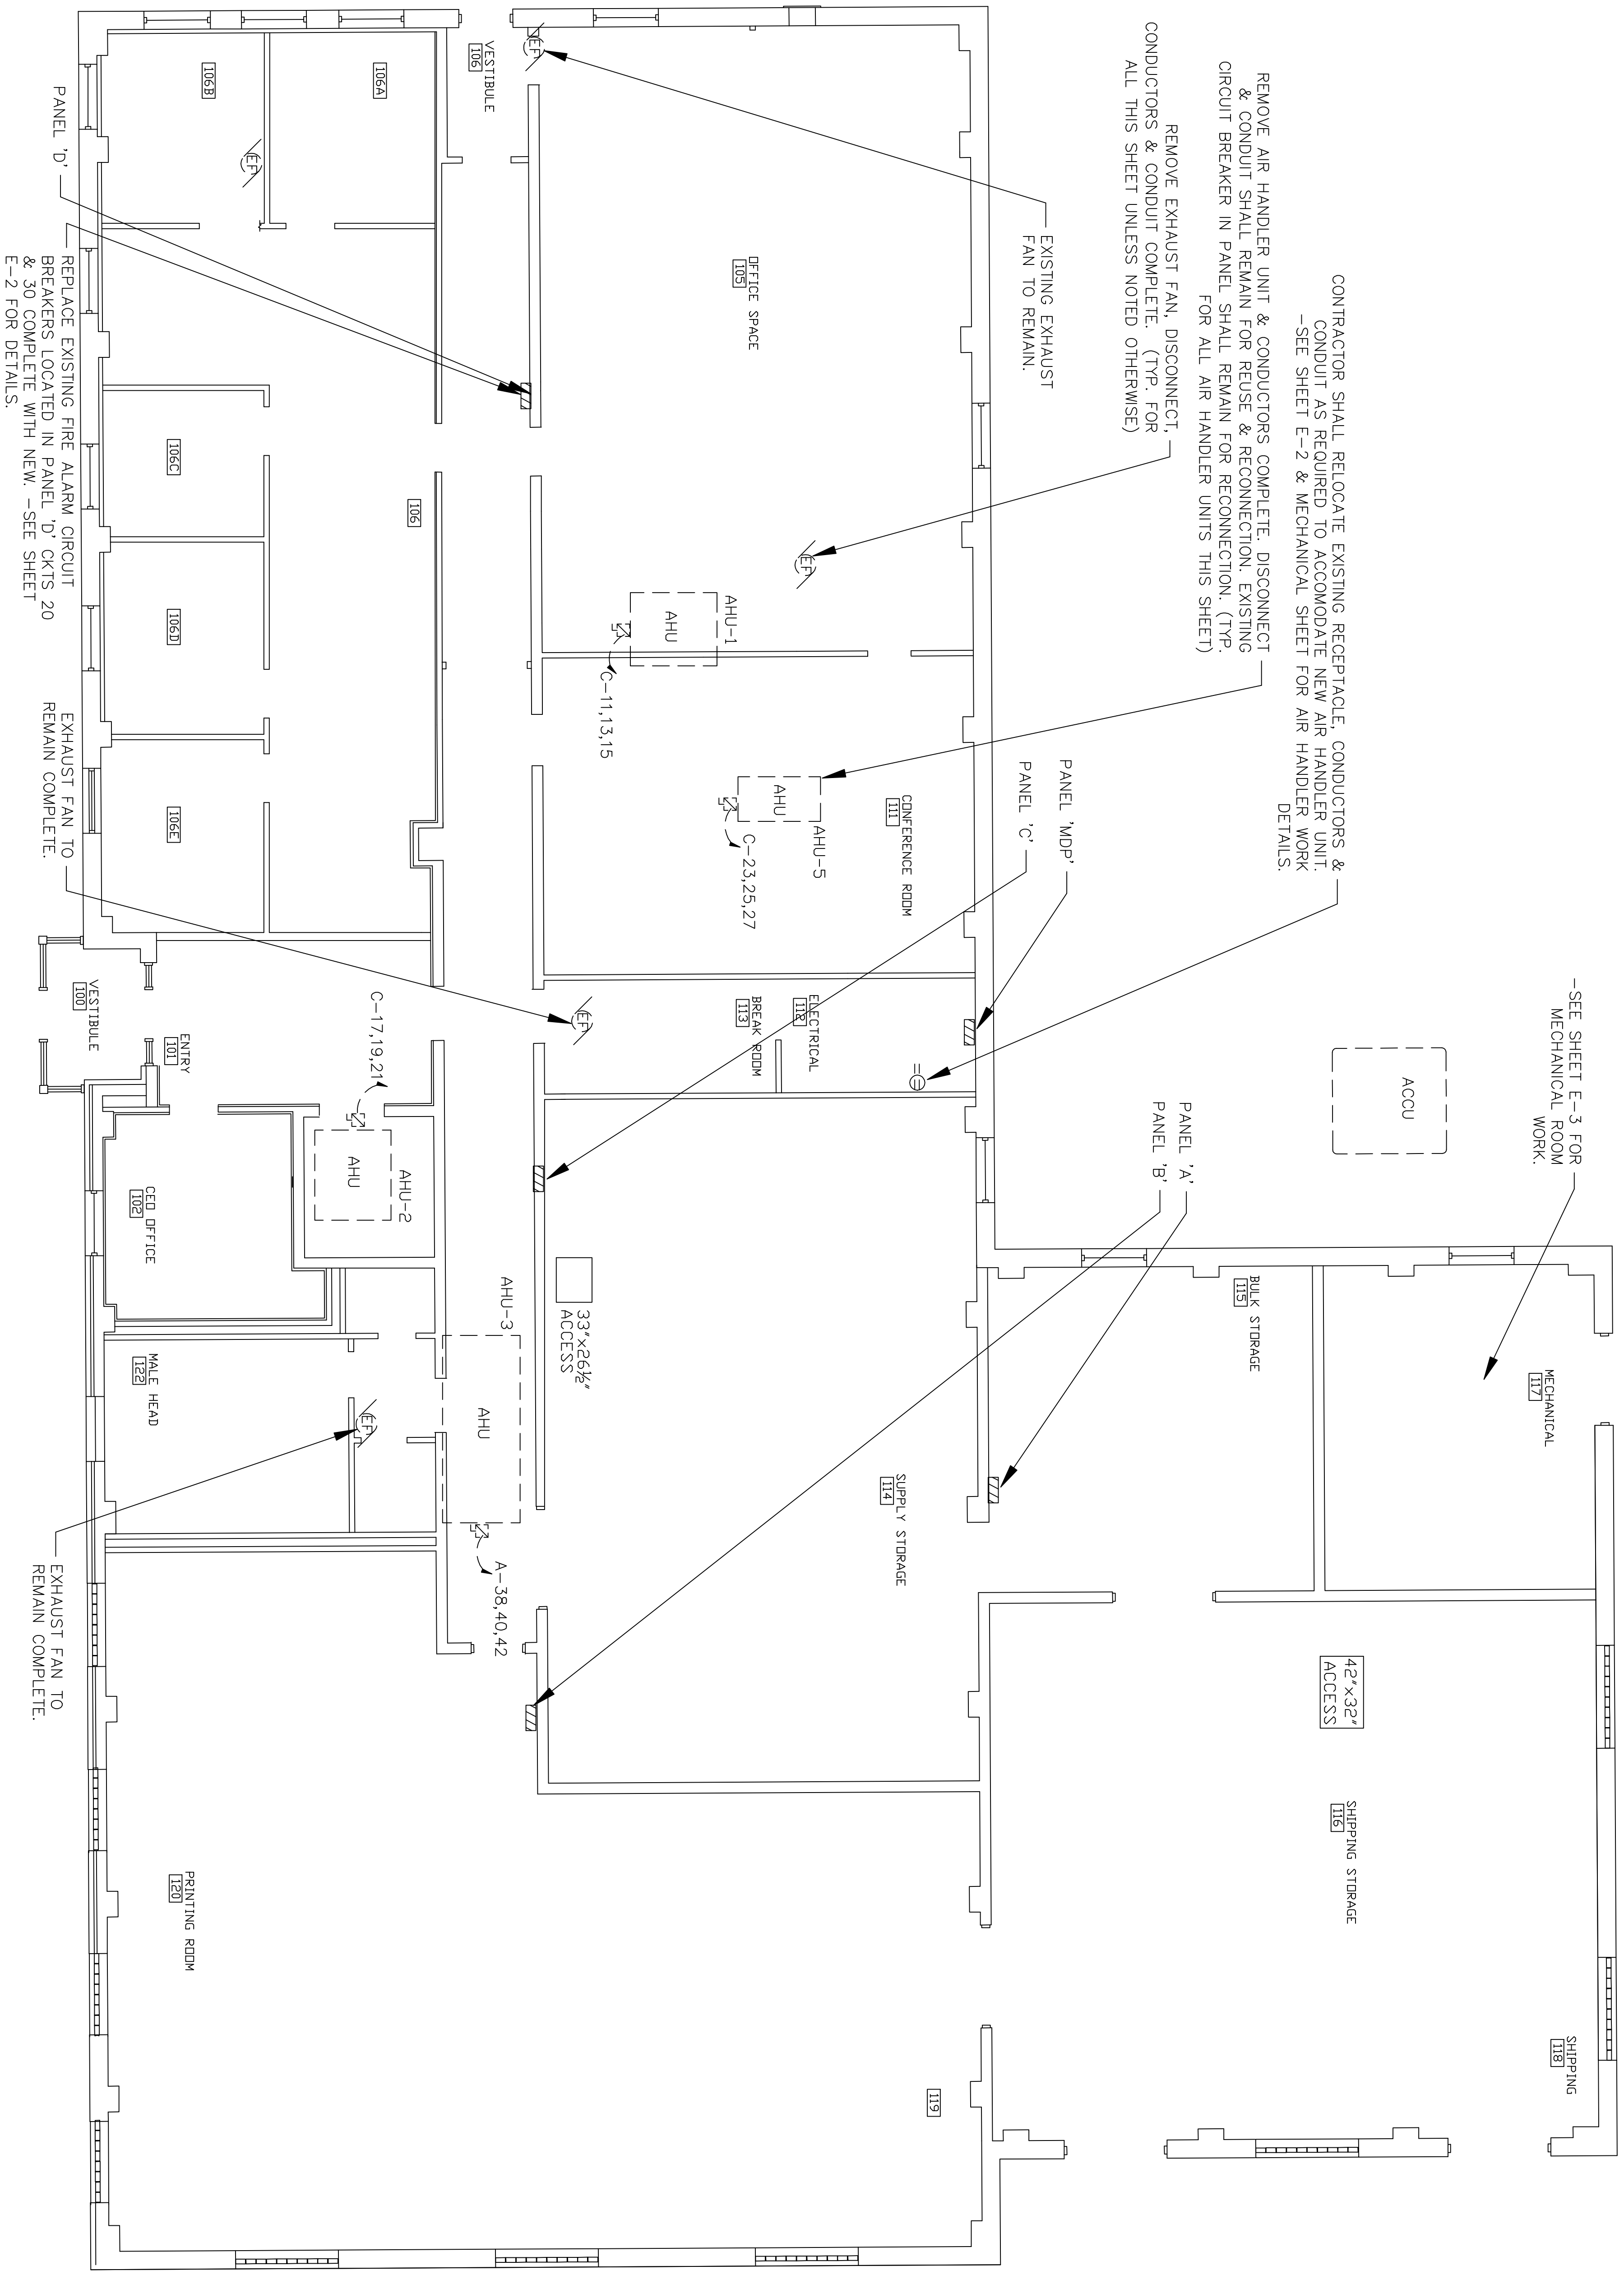 -SEE SHEET E-3 FOR
MECHANICAL ROOM
WORK.
CONTRACTOR SHALL RELOCATE EXISTING RECEPTACLE, CONDUCTORS &
CONDUIT AS REQUIRED TO ACCOMODATE NEW AIR HANDLER UNIT.
-SEE SHEET E-2 & MECHANICAL SHEET FOR AIR HANDLER WORK
DETAILS.
REMOVE AIR HANDLER UNIT & CONDUCTORS COMPLETE. DISCONNECT
& CONDUIT SHALL REMAIN FOR REUSE & RECONNECTION. EXISTING
CIRCUIT BREAKER IN PANEL SHALL REMAIN FOR RECONNECTION. (TYP.
FOR ALL AIR HANDLER UNITS THIS SHEET)
REMOVE EXHAUST FAN, DISCONNECT,
CONDUCTORS & CONDUIT COMPLETE. (TYP. FOR
ALL THIS SHEET UNLESS NOTED OTHERWISE)
EXISTING EXHAUST
FAN TO REMAIN.
PANEL 'MDP'
PANEL 'C'
PANEL 'A'
PANEL 'B'
ACCU
MECHANICAL
117
SHIPPING
118
BULK STORAGE
115
42"x32"
ACCESS
SHIPPING STORAGE
116
OFFICE SPACE
105
EF
EF
AHU-1
AHU
C-11,13,15
CONFERENCE ROOM
111
AHU-5
AHU
C-23,25,27
ELECTRICAL
112
BREAK ROOM
113
EF
SUPPLY STORAGE
114
119
33"x26½"
ACCESS
VESTIBULE
106
106A
106B
EF
106
106C
106D
106E
AHU-3
AHU
A-38,40,42
C-17,19,21
AHU-2
AHU
EF
ENTRY
101
VESTIBULE
100
CEO OFFICE
102
MALE HEAD
122
PRINTING ROOM
120
PANEL 'D'
REPLACE EXISTING FIRE ALARM CIRCUIT
BREAKERS LOCATED IN PANEL 'D' CKTS 20
& 30 COMPLETE WITH NEW. -SEE SHEET
E-2 FOR DETAILS.
EXHAUST FAN TO
REMAIN COMPLETE.
EXHAUST FAN TO
REMAIN COMPLETE.